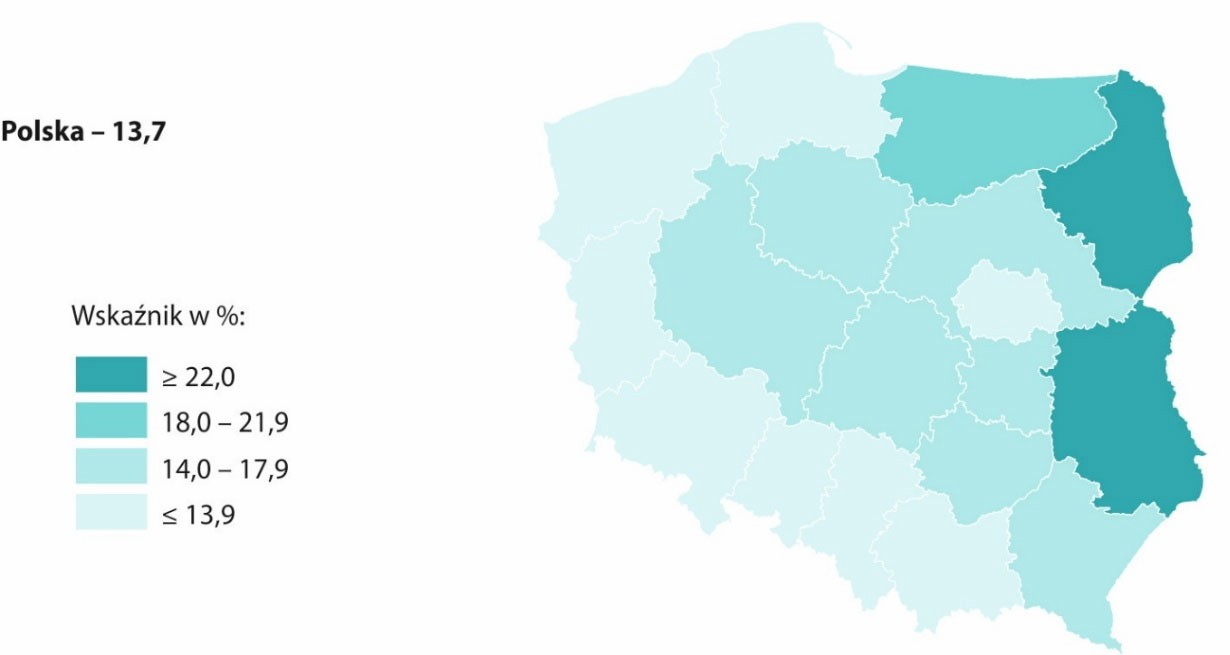 Polska – 13,7
Wskaźnik w %:
≥ 22,0
18,0 – 21,9
14,0 – 17,9
≤ 13,9